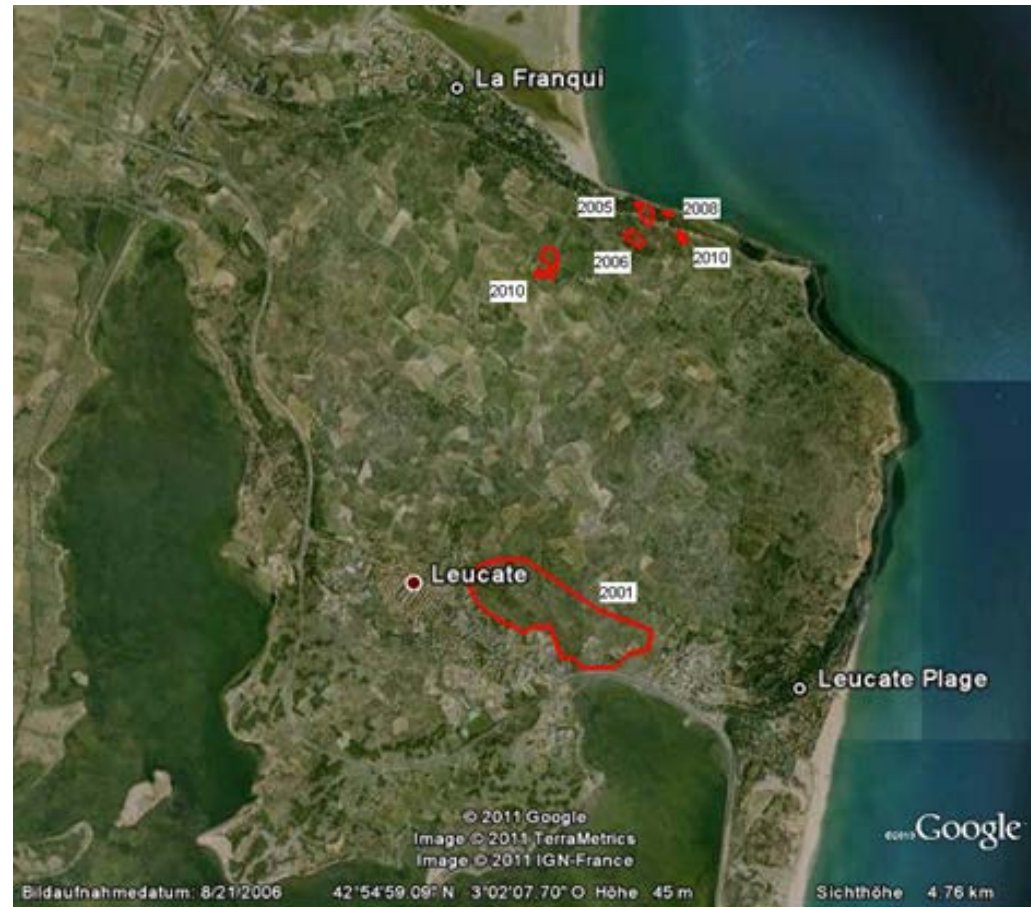 La Franqui
2005
2008
2006
2010
2010
Leucate
2001
Leucate Plage
© 2011 Google
Image © 2011 TerraMetrics
Image © 2011 IGN-France
©2011 Google
Bildaufnahmedatum: 8/21/2006 42°54'59.09" N 3°02'07.70" O Höhe 45 m Sichthöhe 4.76 km